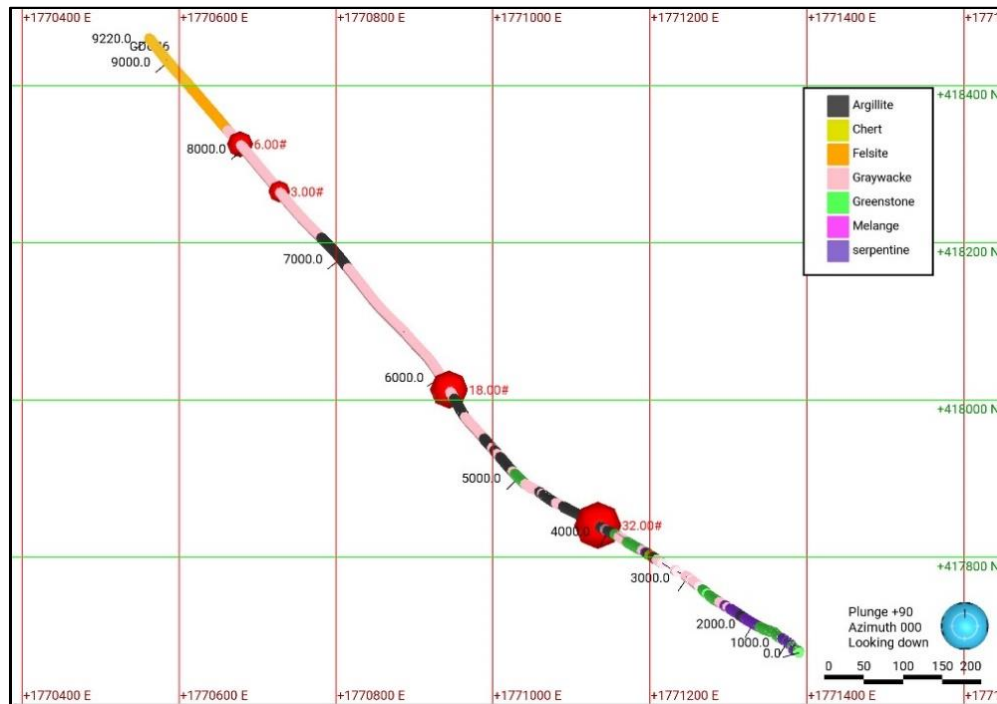 +1770400 E
+1770600 E
+1770800 E
+1771000 E
+1771200 E
+1771400 E
9220.0
9000.0
+418400 N
Argillite
Chert
Felsite
Graywacke
Greenstone
Melange
serpentine
6.00#
8000.0
3.00#
+418200 N
7000.0
6000.0
18.00#
+418000 N
5000.0
32.00#
4000.0
+417800 N
3000.0
2000.0
1000.0
0.0
Plunge +90
Azimuth 000
Looking down
0 50 100 150 200
+1770400 E
+1770600 E
+1770800 E
+1771000 E
+1771200 E
+1771400 E